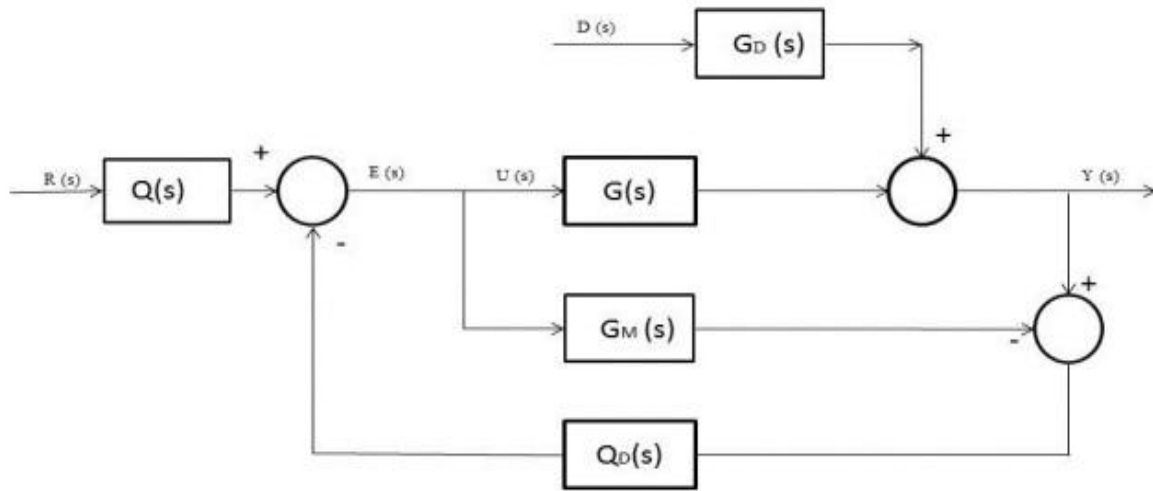 D (s)
GD (s)
+
+
R (s)
Q(s)
E (s)
U (s)
G(s)
Y (s)
-
+
GM (s)
-
QD(s)